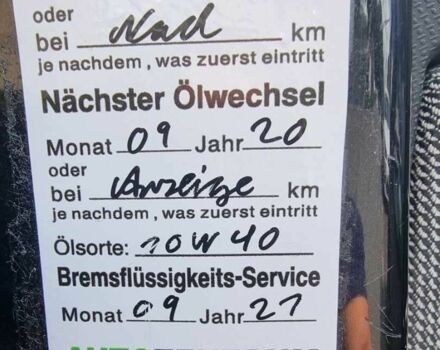 oder
bei Nach km
je nachdem, was zuerst eintritt
Nächster Ölwechsel
Monat 09 Jahr 20
oder
bei Anzeige km
je nachdem, was zuerst eintritt
Ölsorte: 10W40
Bremsflüssigkeits-Service
Monat 09 Jahr 21